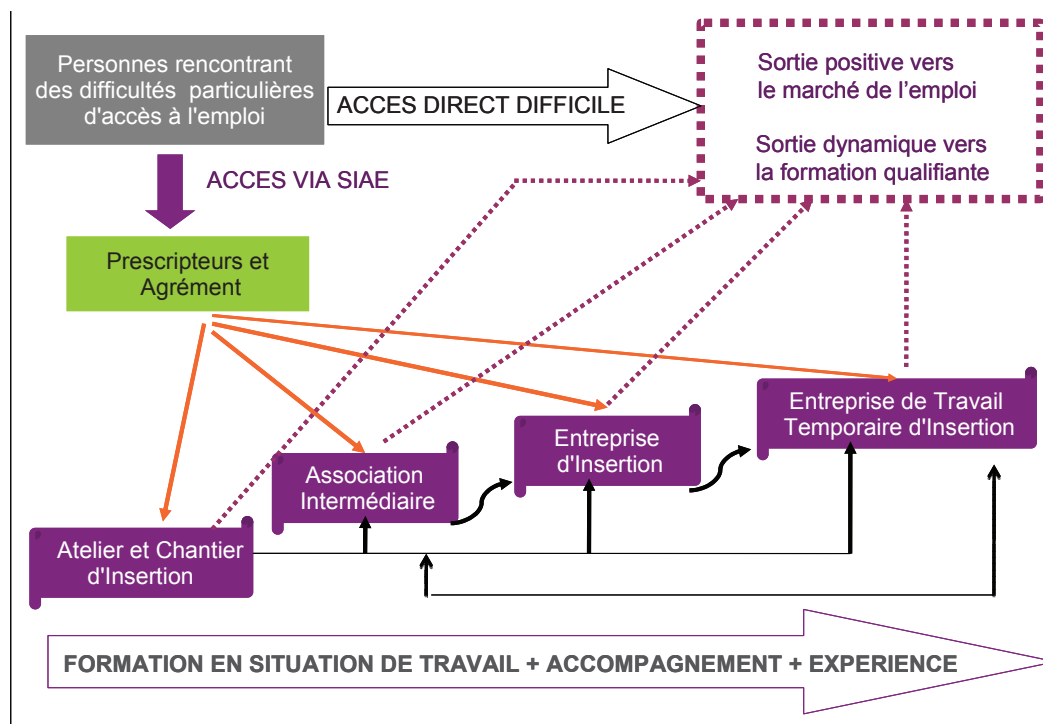 Personnes rencontrant
des difficultés particulières
d'accès à l'emploi
ACCES DIRECT DIFFICILE
Sortie positive vers
le marché de l'emploi
Sortie dynamique vers
la formation qualifiante
ACCES VIA SIAE
Prescripteurs et
Agrément
Entreprise de Travail
Temporaire d'Insertion
Entreprise
d'Insertion
Association
Intermédiaire
Atelier et Chantier
d'Insertion
FORMATION EN SITUATION DE TRAVAIL + ACCOMPAGNEMENT + EXPERIENCE